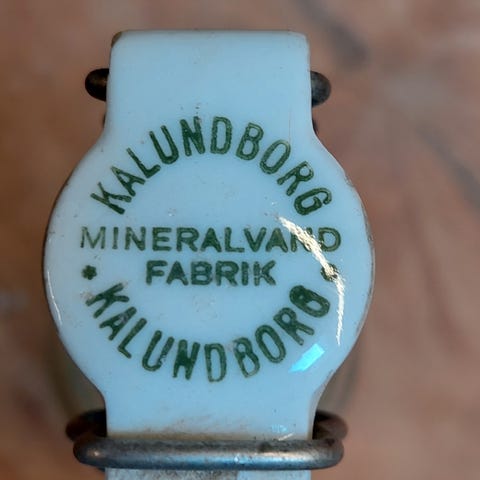 KALUNDBORG
MINERALVAND
FABRIK
* KALUNDBORG *